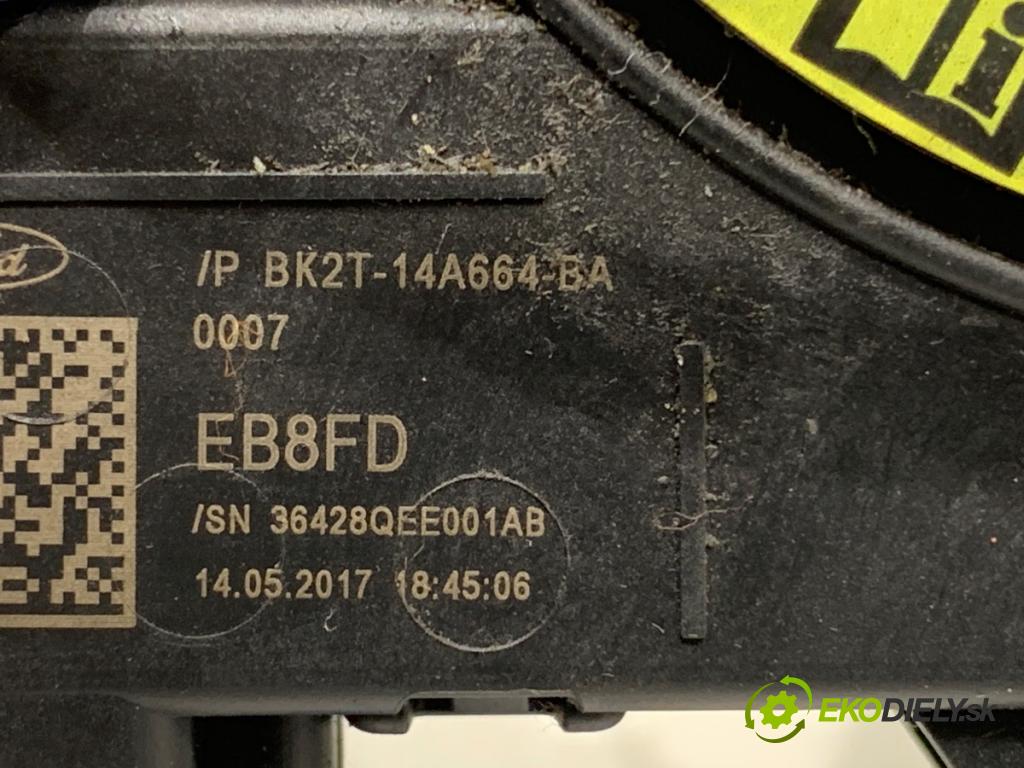 /P BK2T-14A664-BA
0007
EB8FD
/SN 36428QEE001AB
14.05.2017 18:45:06
EKODIELY.sk